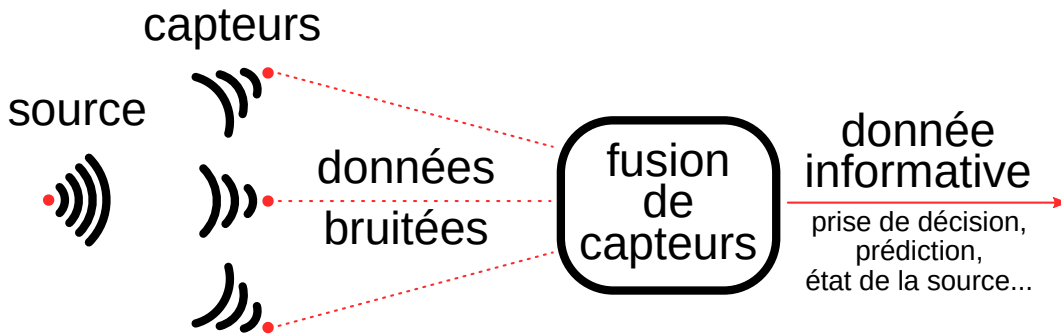 capteurs
source
données
bruitées
fusion
de
capteurs
donnée
informative
prise de décision,
prédiction,
état de la source...